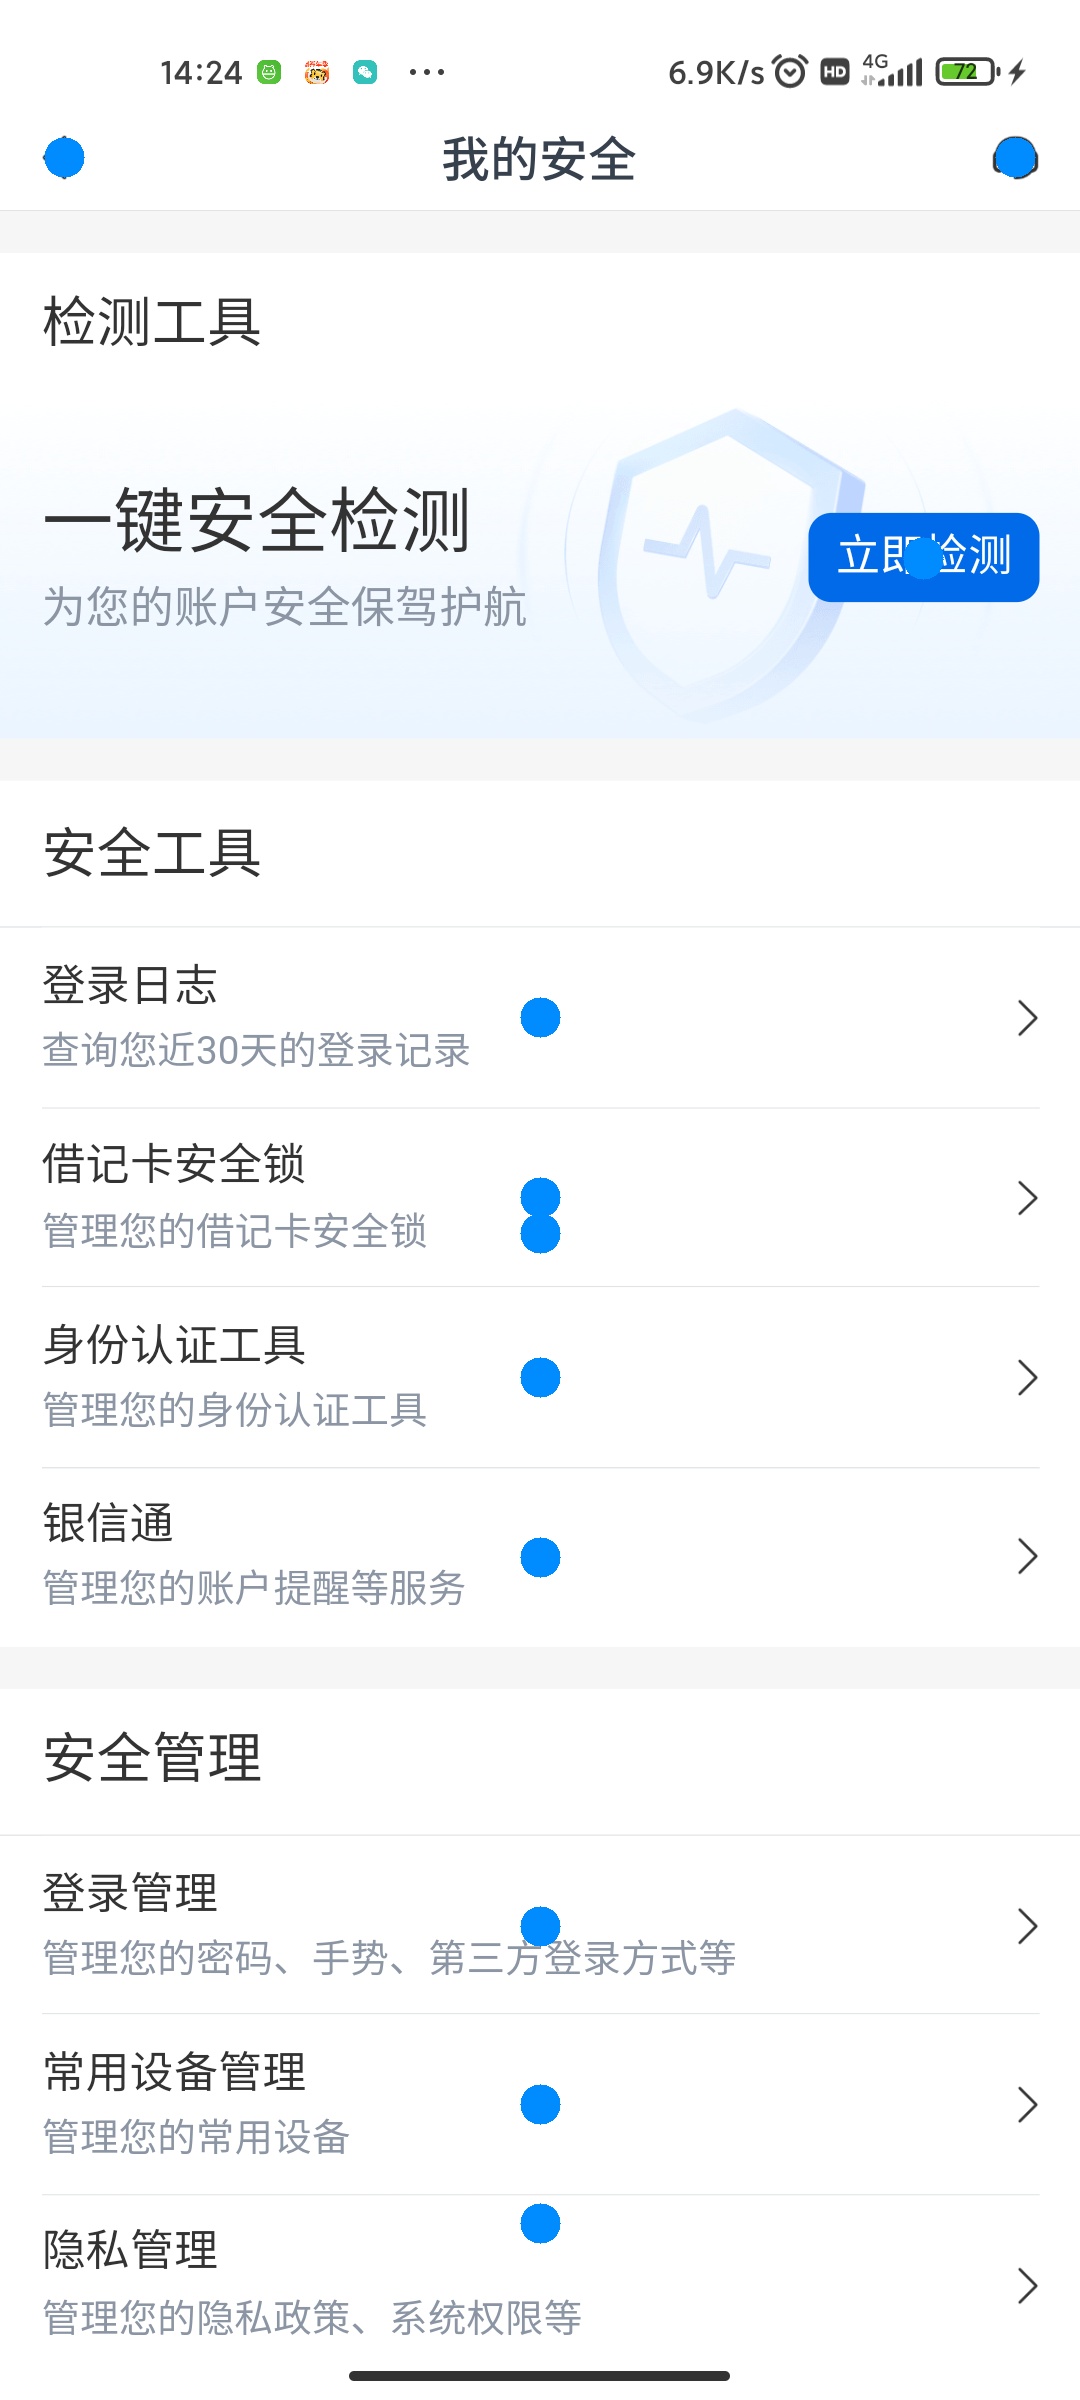 14:24
6.9K/s
HD
4G
72
我的安全
检测工具
一键安全检测
为您的账户安全保驾护航
立即检测
安全工具
登录日志
查询您近30天的登录记录
借记卡安全锁
管理您的借记卡安全锁
身份认证工具
管理您的身份认证工具
银信通
管理您的账户提醒等服务
安全管理
登录管理
管理您的密码、手势、第三方登录方式等
常用设备管理
管理您的常用设备
隐私管理
管理您的隐私政策、系统权限等